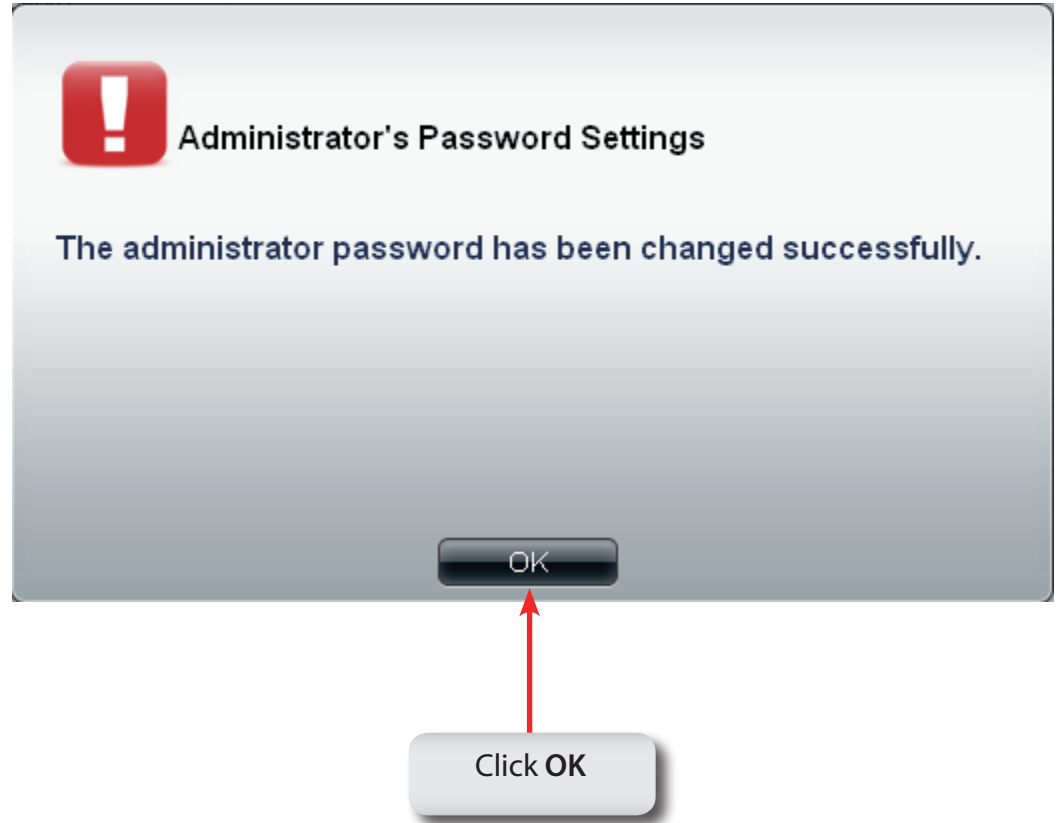 Administrator's Password Settings
The administrator password has been changed successfully.
OK
Click OK